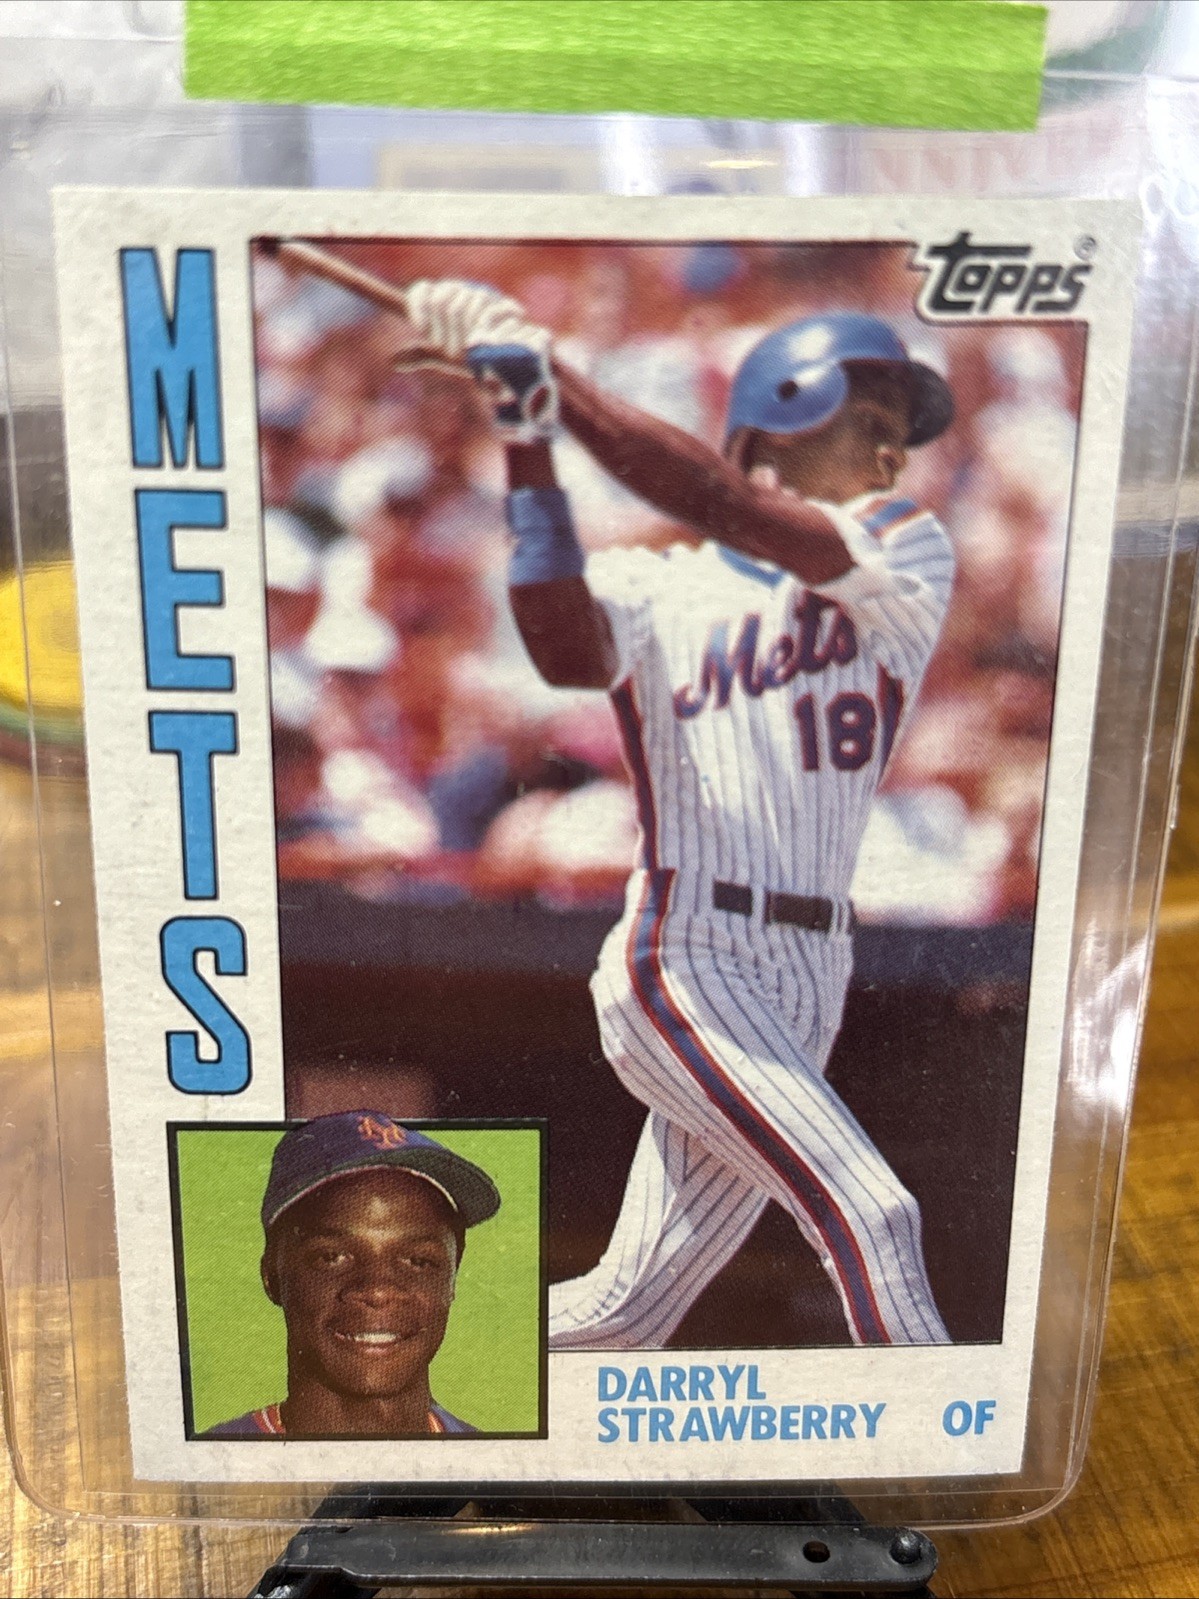 METS
Topps®
Mets
18
DARRYL
STRAWBERRY OF